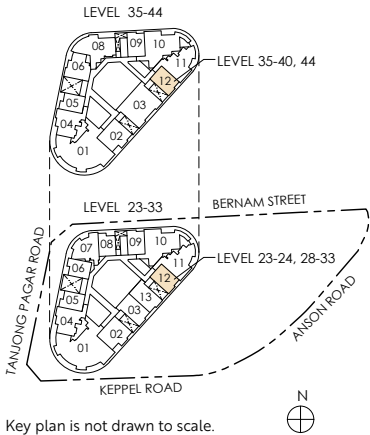 LEVEL 35-44
08 09 10
06 11
12 LEVEL 35-40, 44
05 03
04 02
01
LEVEL 23-33
BERNAM STREET
TANJONG PAGAR ROAD
07 08 09 10
06 11
12 LEVEL 23-24, 28-33
05 13
03
04 02
01
ANSON ROAD
KEPPEL ROAD
N
Key plan is not drawn to scale.